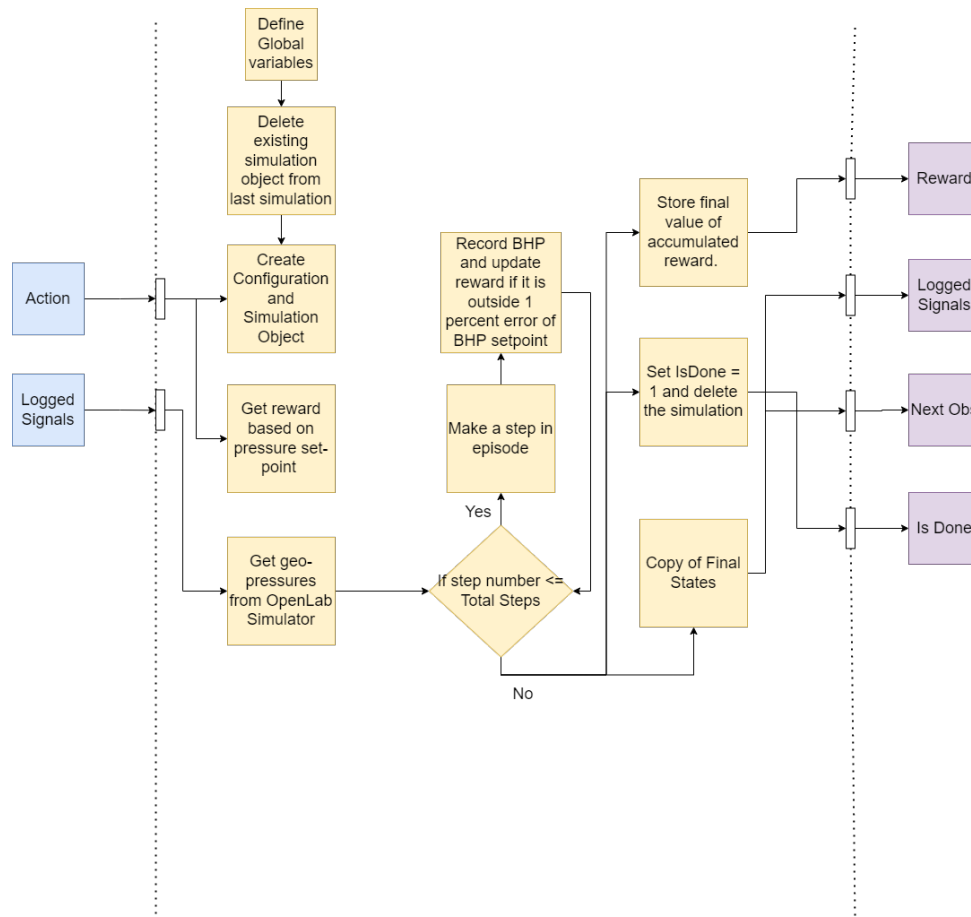 Define
Global
variables
Delete
existing
simulation
object from
last simulation
Create
Configuration
and
Simulation
Object
Action
Logged
Signals
Get reward
based on
pressure set-
point
Get geo-
pressures
from OpenLab
Simulator
Record BHP
and update
reward if it is
outside 1
percent error of
BHP setpoint
Make a step in
episode
Yes
If step number <=
Total Steps
No
Store final
value of
accumulated
reward.
Set IsDone =
1 and delete
the simulation
Copy of Final
States
Reward
Logged
Signals
Next Obs
Is Done